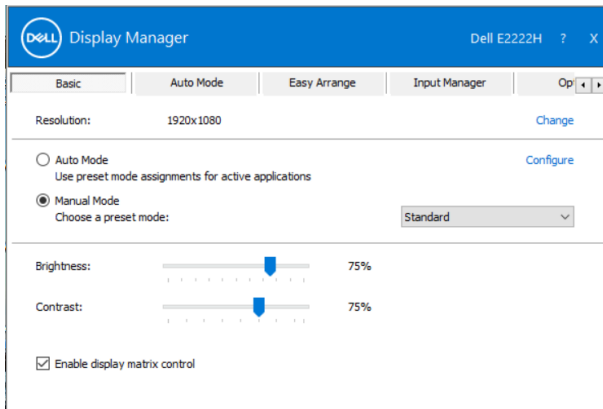 DELL Display Manager Dell E2222H ? X
Basic Auto Mode Easy Arrange Input Manager Op
Resolution: 1920x1080 Change
Auto Mode Configure
Use preset mode assignments for active applications
Manual Mode
Choose a preset mode: Standard
Brightness: 75%
Contrast: 75%
Enable display matrix control